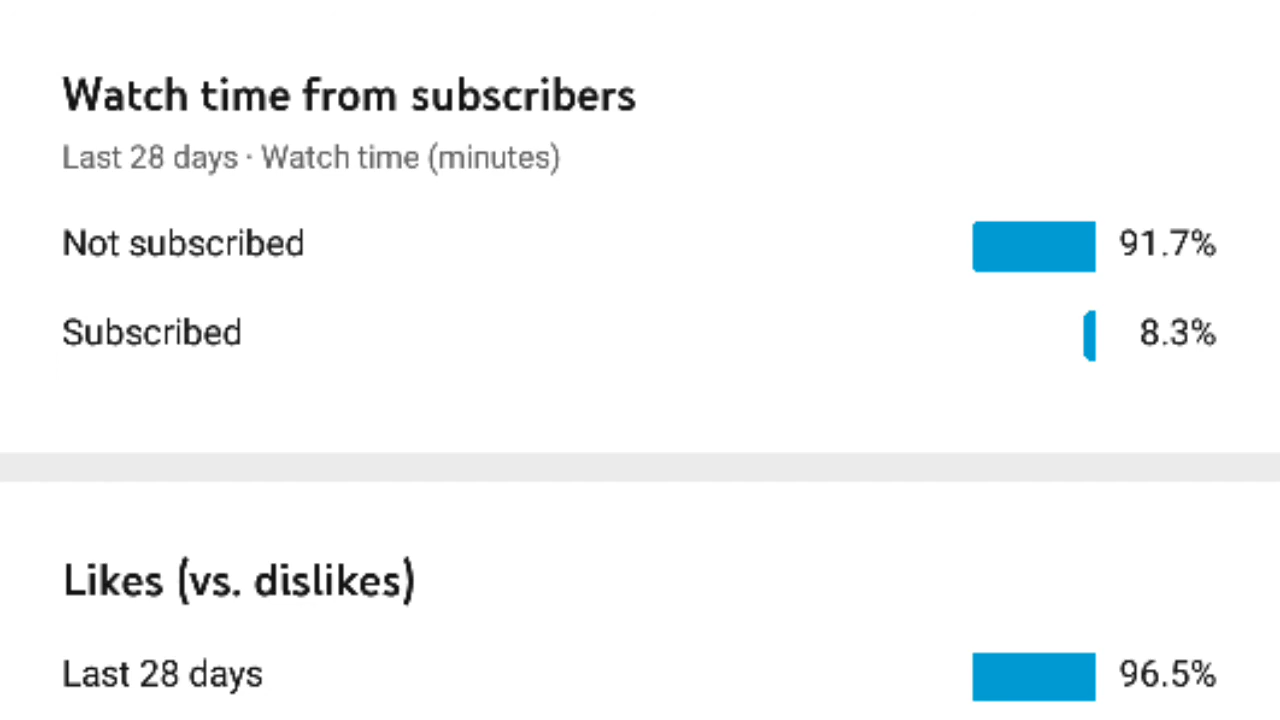 Watch time from subscribers
Last 28 days · Watch time (minutes)
Not subscribed 91.7%
Subscribed 8.3%
Likes (vs. dislikes)
Last 28 days 96.5%